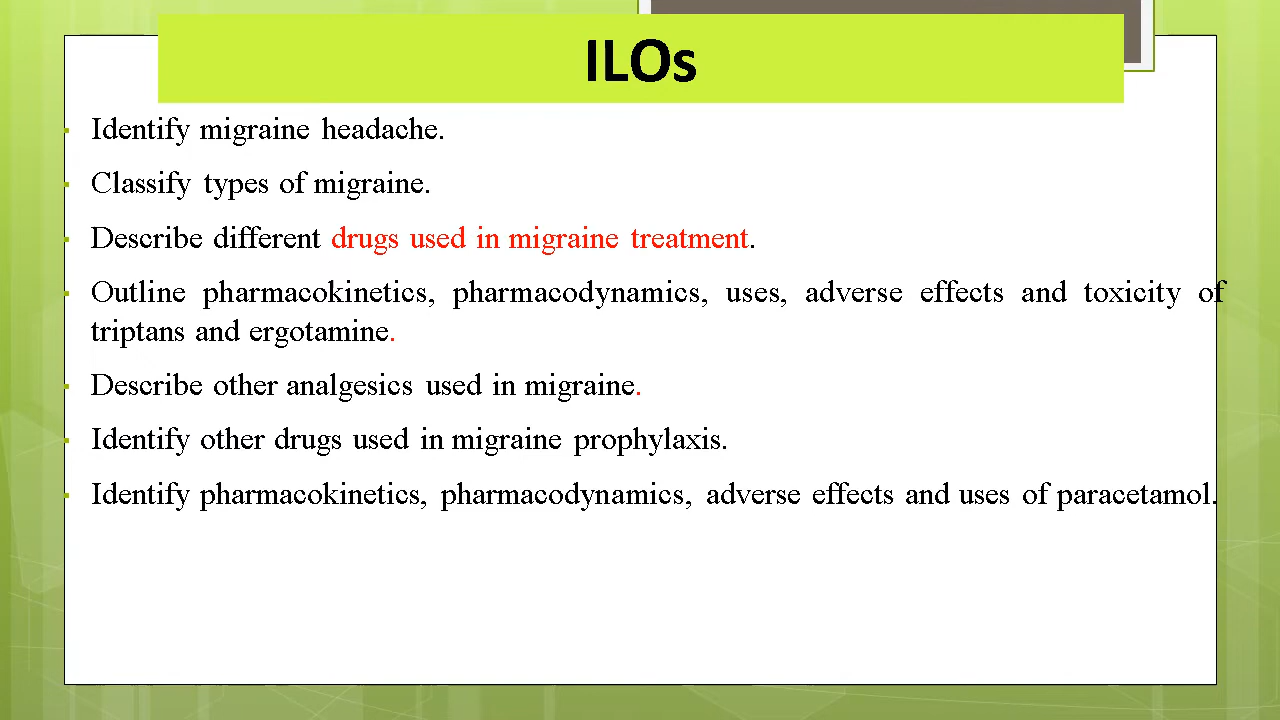 ILOs
Identify migraine headache.
Classify types of migraine.
Describe different drugs used in migraine treatment.
Outline pharmacokinetics, pharmacodynamics, uses, adverse effects and toxicity of
triptans and ergotamine.
Describe other analgesics used in migraine.
Identify other drugs used in migraine prophylaxis.
Identify pharmacokinetics, pharmacodynamics, adverse effects and uses of paracetamol.